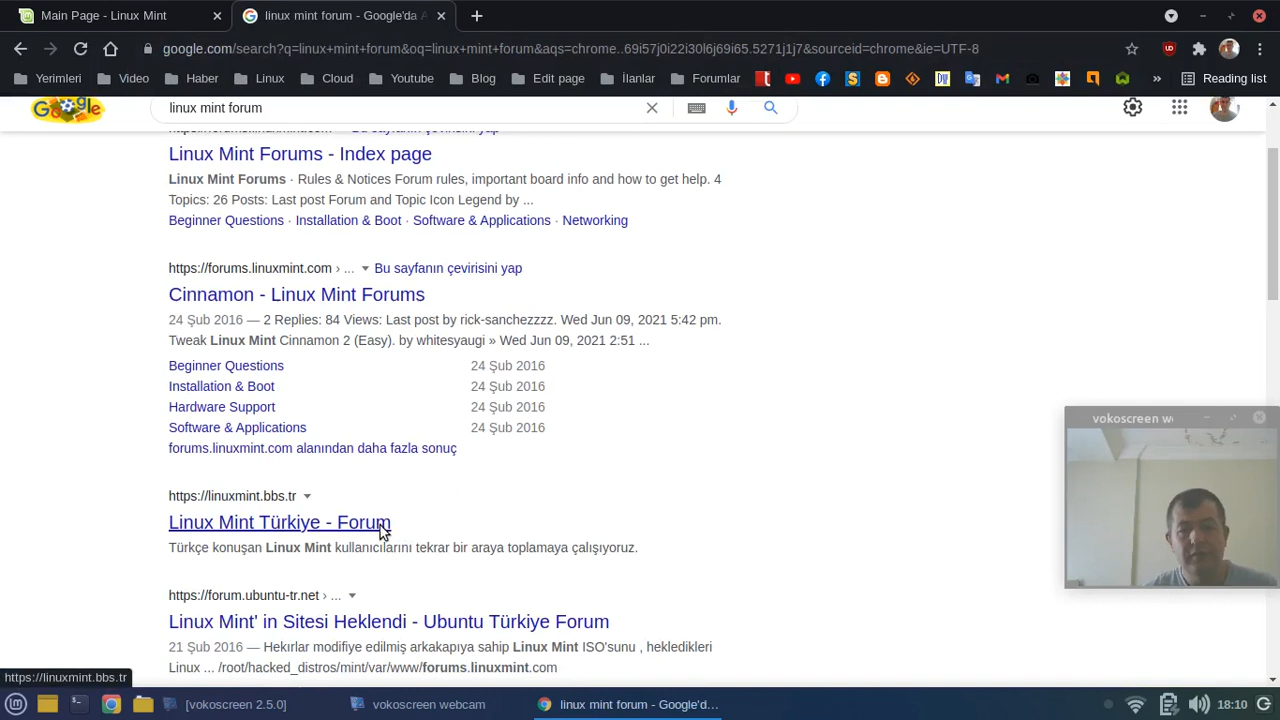 Main Page - Linux Mint
linux mint forum - Google'da A
google.com/search?q=linux+mint+forum&oq=linux+mint+forum&aqs=chrome..69i57j0i22i30l6j69i65.5271j1j7&sourceid=chrome&ie=UTF-8
Yerimleri Video Haber Linux Cloud Youtube Blog Edit page İlanlar Forumlar » Reading list
Google linux mint forum
Bu sayfanın çevirisini yap
Linux Mint Forums - Index page
Linux Mint Forums · Rules & Notices Forum rules, important board info and how to get help. 4
Topics: 26 Posts: Last post Forum and Topic Icon Legend by ...
Beginner Questions · Installation & Boot · Software & Applications · Networking
https://forums.linuxmint.com › ... Bu sayfanın çevirisini yap
Cinnamon - Linux Mint Forums
24 Şub 2016 — 2 Replies: 84 Views: Last post by rick-sanchezzzz. Wed Jun 09, 2021 5:42 pm.
Tweak Linux Mint Cinnamon 2 (Easy). by whitesyaugi » Wed Jun 09, 2021 2:51 ...
Beginner Questions 24 Şub 2016
Installation & Boot 24 Şub 2016
Hardware Support 24 Şub 2016
Software & Applications 24 Şub 2016
forums.linuxmint.com alanından daha fazla sonuç
vokoscreen we
https://linuxmint.bbs.tr
Linux Mint Türkiye - Forum
Türkçe konuşan Linux Mint kullanıcılarını tekrar bir araya toplamaya çalışıyoruz.
https://forum.ubuntu-tr.net › ...
Linux Mint' in Sitesi Heklendi - Ubuntu Türkiye Forum
21 Şub 2016 — Hekırlar modifiye edilmiş arkakapıya sahip Linux Mint ISO'sunu , hekledikleri
Linux ... /root/hacked_distros/mint/var/www/forums.linuxmint.com
https://linuxmint.bbs.tr
[vokoscreen 2.5.0] vokoscreen webcam linux mint forum - Google'd... 18:10